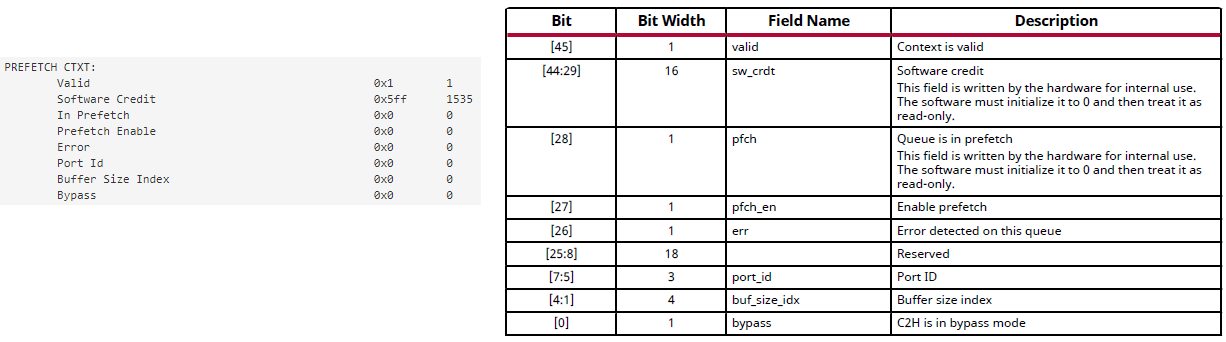 PREFETCH CTXT:
Valid 0x1 1
Software Credit 0x5ff 1535
In Prefetch 0x0 0
Prefetch Enable 0x0 0
Error 0x0 0
Port Id 0x0 0
Buffer Size Index 0x0 0
Bypass 0x0 0
Bit Bit Width Field Name Description
[45] 1 valid Context is valid
[44:29] 16 sw_crdt Software credit
This field is written by the hardware for internal use.
The software must initialize it to 0 and then treat it as
read-only.
[28] 1 pfch Queue is in prefetch
This field is written by the hardware for internal use.
The software must initialize it to 0 and then treat it as
read-only.
[27] 1 pfch_en Enable prefetch
[26] 1 err Error detected on this queue
[25:8] 18 Reserved
[7:5] 3 port_id Port ID
[4:1] 4 buf_size_idx Buffer size index
[0] 1 bypass C2H is in bypass mode